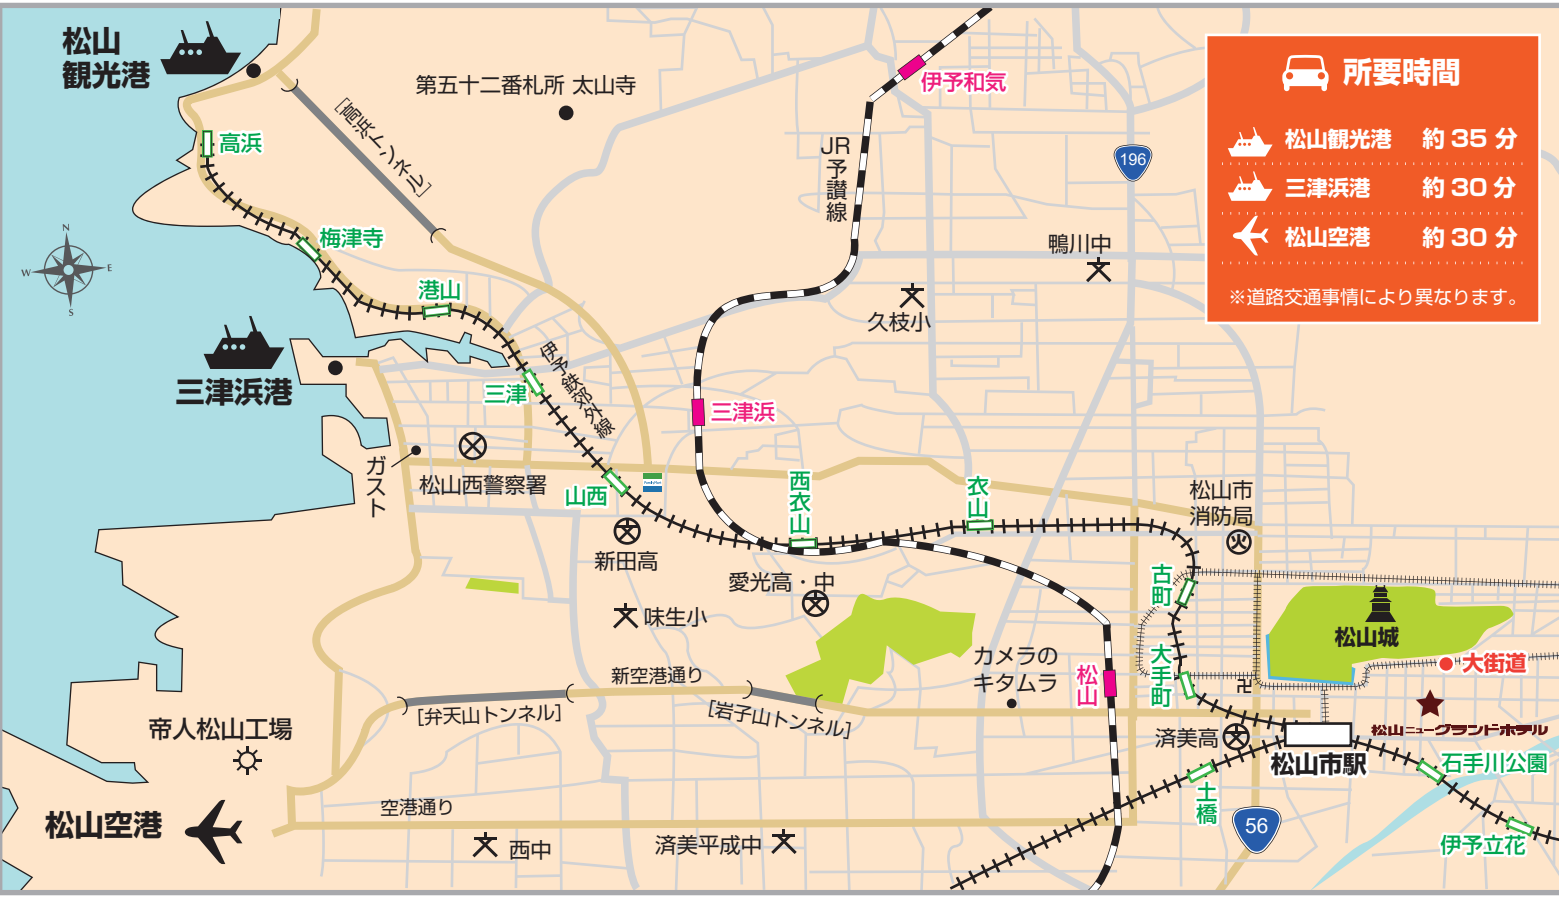 松山
観光港
第五十二番札所 太山寺
[高浜トンネル]
高浜
伊予和気
JR予讃線
196
所要時間
松山観光港 約35分
三津浜港 約30分
松山空港 約30分
※道路交通事情により異なります。
N
W
E
S
梅津寺
港山
鴨川中
久枝小
三津浜港
三津
伊予鉄郊外線
三津浜
ガスト
松山西警察署
山西
FamilyMart
西衣山
衣山
松山市
消防局
新田高
愛光高・中
古町
味生小
松山城
大街道
新空港通り
カメラの
キタムラ
松山
大手町
[弁天山トンネル]
[岩子山トンネル]
帝人松山工場
済美高
松山ニューグランドホテル
松山市駅
石手川公園
土橋
松山空港
空港通り
56
西中
済美平成中
伊予立花